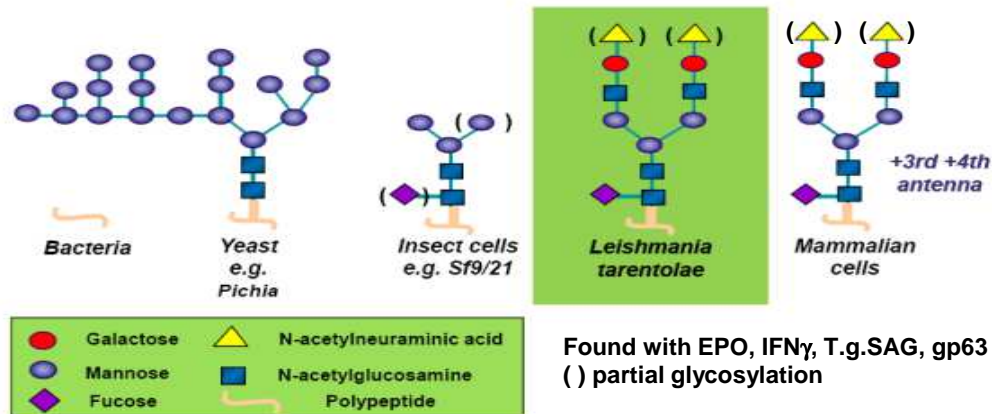 ( ) ( )
( ) ( )
( )
( )
+3rd +4th
antenna
Bacteria
Yeast
e.g.
Pichia
Insect cells
e.g. Sf9/21
Leishmania
tarentolae
Mammalian
cells
Galactose
N-acetylneuraminic acid
Mannose
N-acetylglucosamine
Fucose
Polypeptide
Found with EPO, IFNγ, T.g.SAG, gp63
( ) partial glycosylation